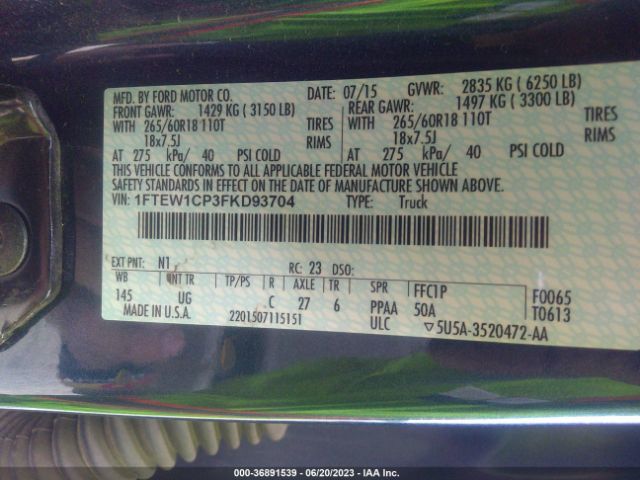 MFD. BY FORD MOTOR CO. DATE: 07/15 GVWR: 2835 KG ( 6250 LB)
FRONT GAWR: 1429 KG ( 3150 LB) REAR GAWR: 1497 KG ( 3300 LB)
WITH 265/60R18 110T TIRES WITH 265/60R18 110T TIRES
18x7.5J RIMS 18x7.5J RIMS
AT 275 kPa/ 40 PSI COLD AT 275 kPa/ 40 PSI COLD
THIS VEHICLE CONFORMS TO ALL APPLICABLE FEDERAL MOTOR VEHICLE
SAFETY STANDARDS IN EFFECT ON THE DATE OF MANUFACTURE SHOWN ABOVE.
VIN: 1FTEW1CP3FKD93704 TYPE: Truck
EXT PNT: N1 RC: 23 DSO:
WB INT TR TP/PS R AXLE TR SPR FFC1P F0065
145 UG C 27 6 PPAA 50A T0613
MADE IN U.S.A. 2201507115151 ULC ▽5U5A-3520472-AA
000-36891539 - 06/20/2023 - IAA Inc.